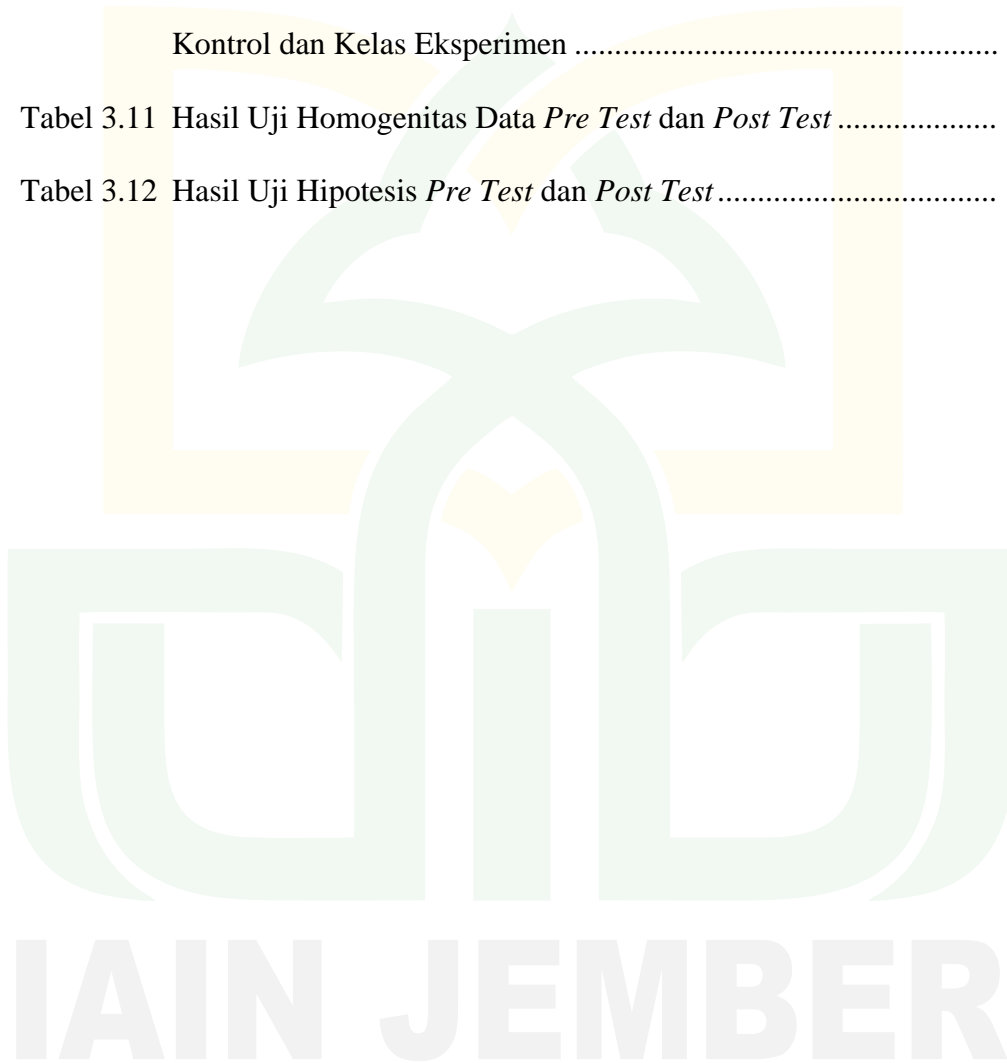 Kontrol dan Kelas Eksperimen .....................................................
Tabel 3.11 Hasil Uji Homogenitas Data Pre Test dan Post Test ....................
Tabel 3.12 Hasil Uji Hipotesis Pre Test dan Post Test ...................................
IAIN JEMBER